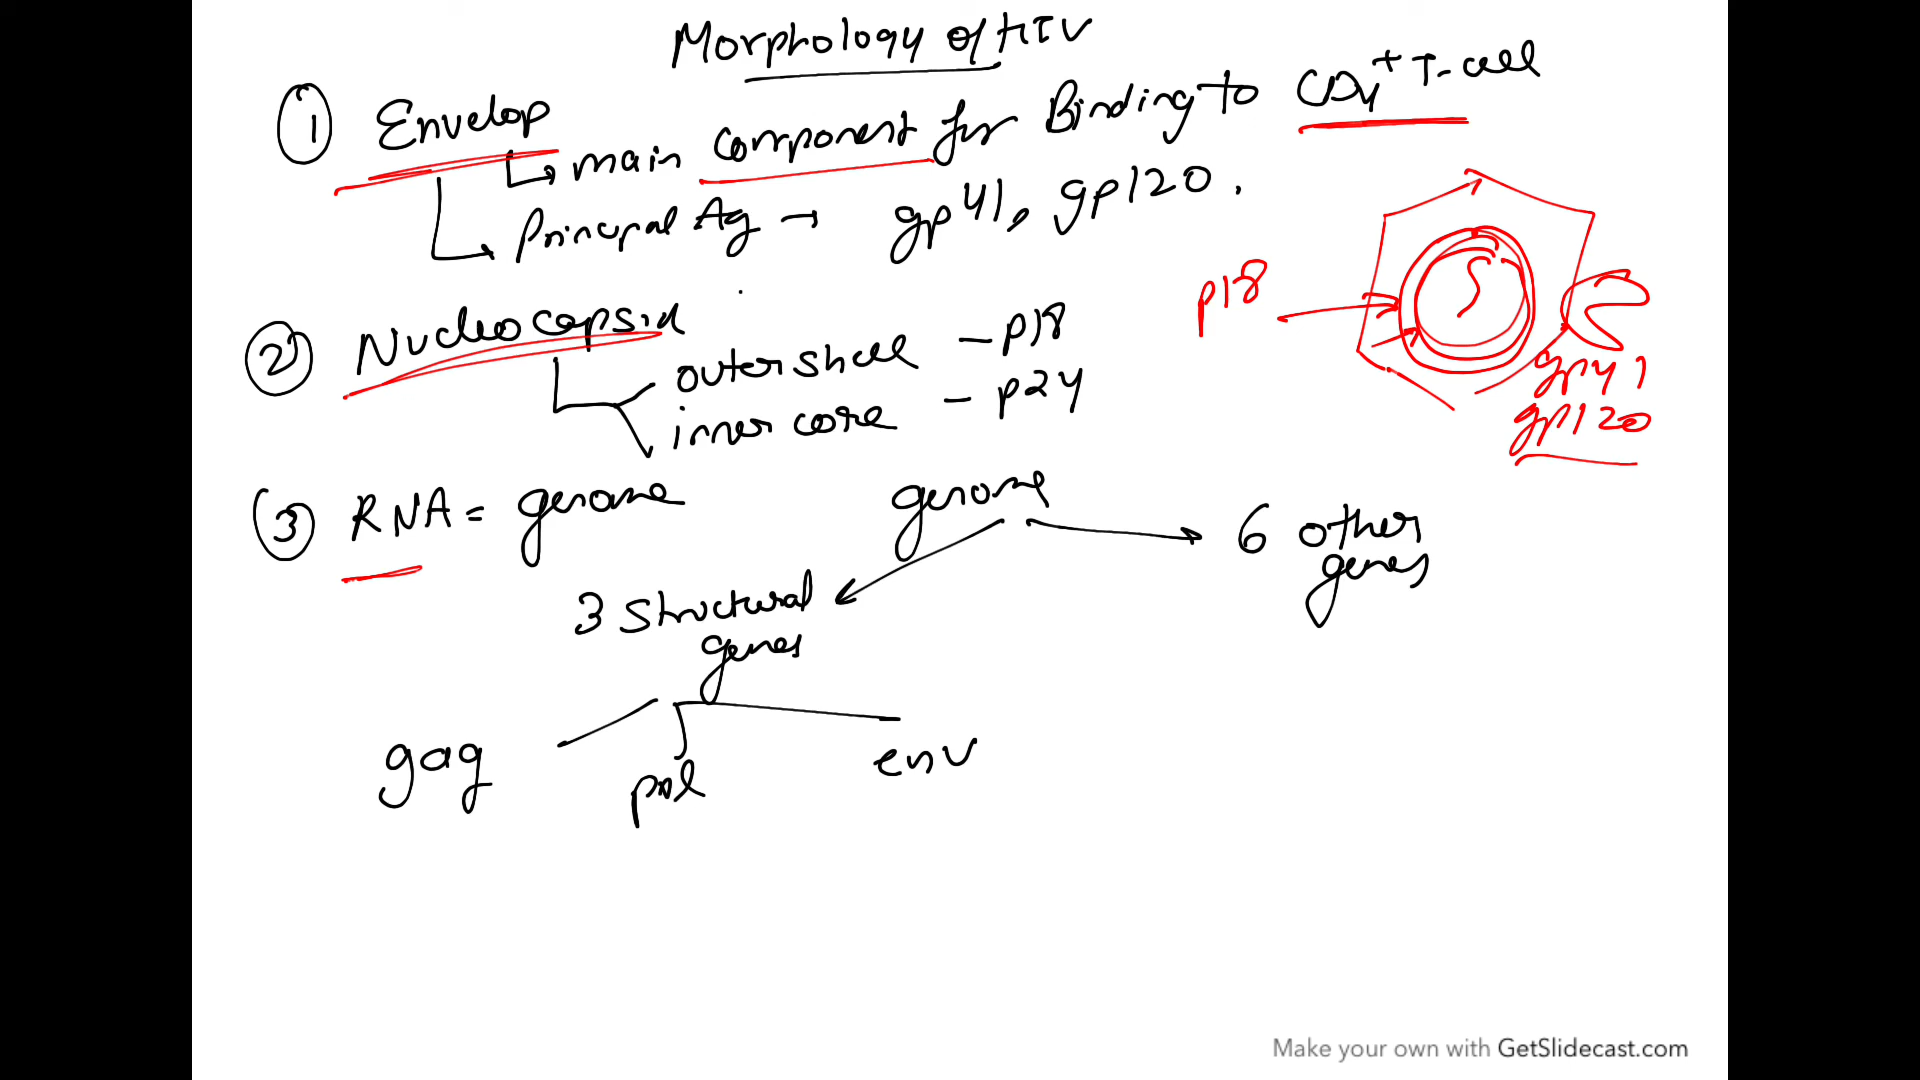 Morphology of HIV
① Envelop
main component for Binding to CD4+ T-cell
Principal Ag → gp41, gp120.
② Nucleocapsid
outer shell - p18
inner core - p24
p18
gp41
gp120
③ RNA = genome
genome
3 Structural genes
6 other genes
gag
pol
env
Make your own with GetSlidecast.com